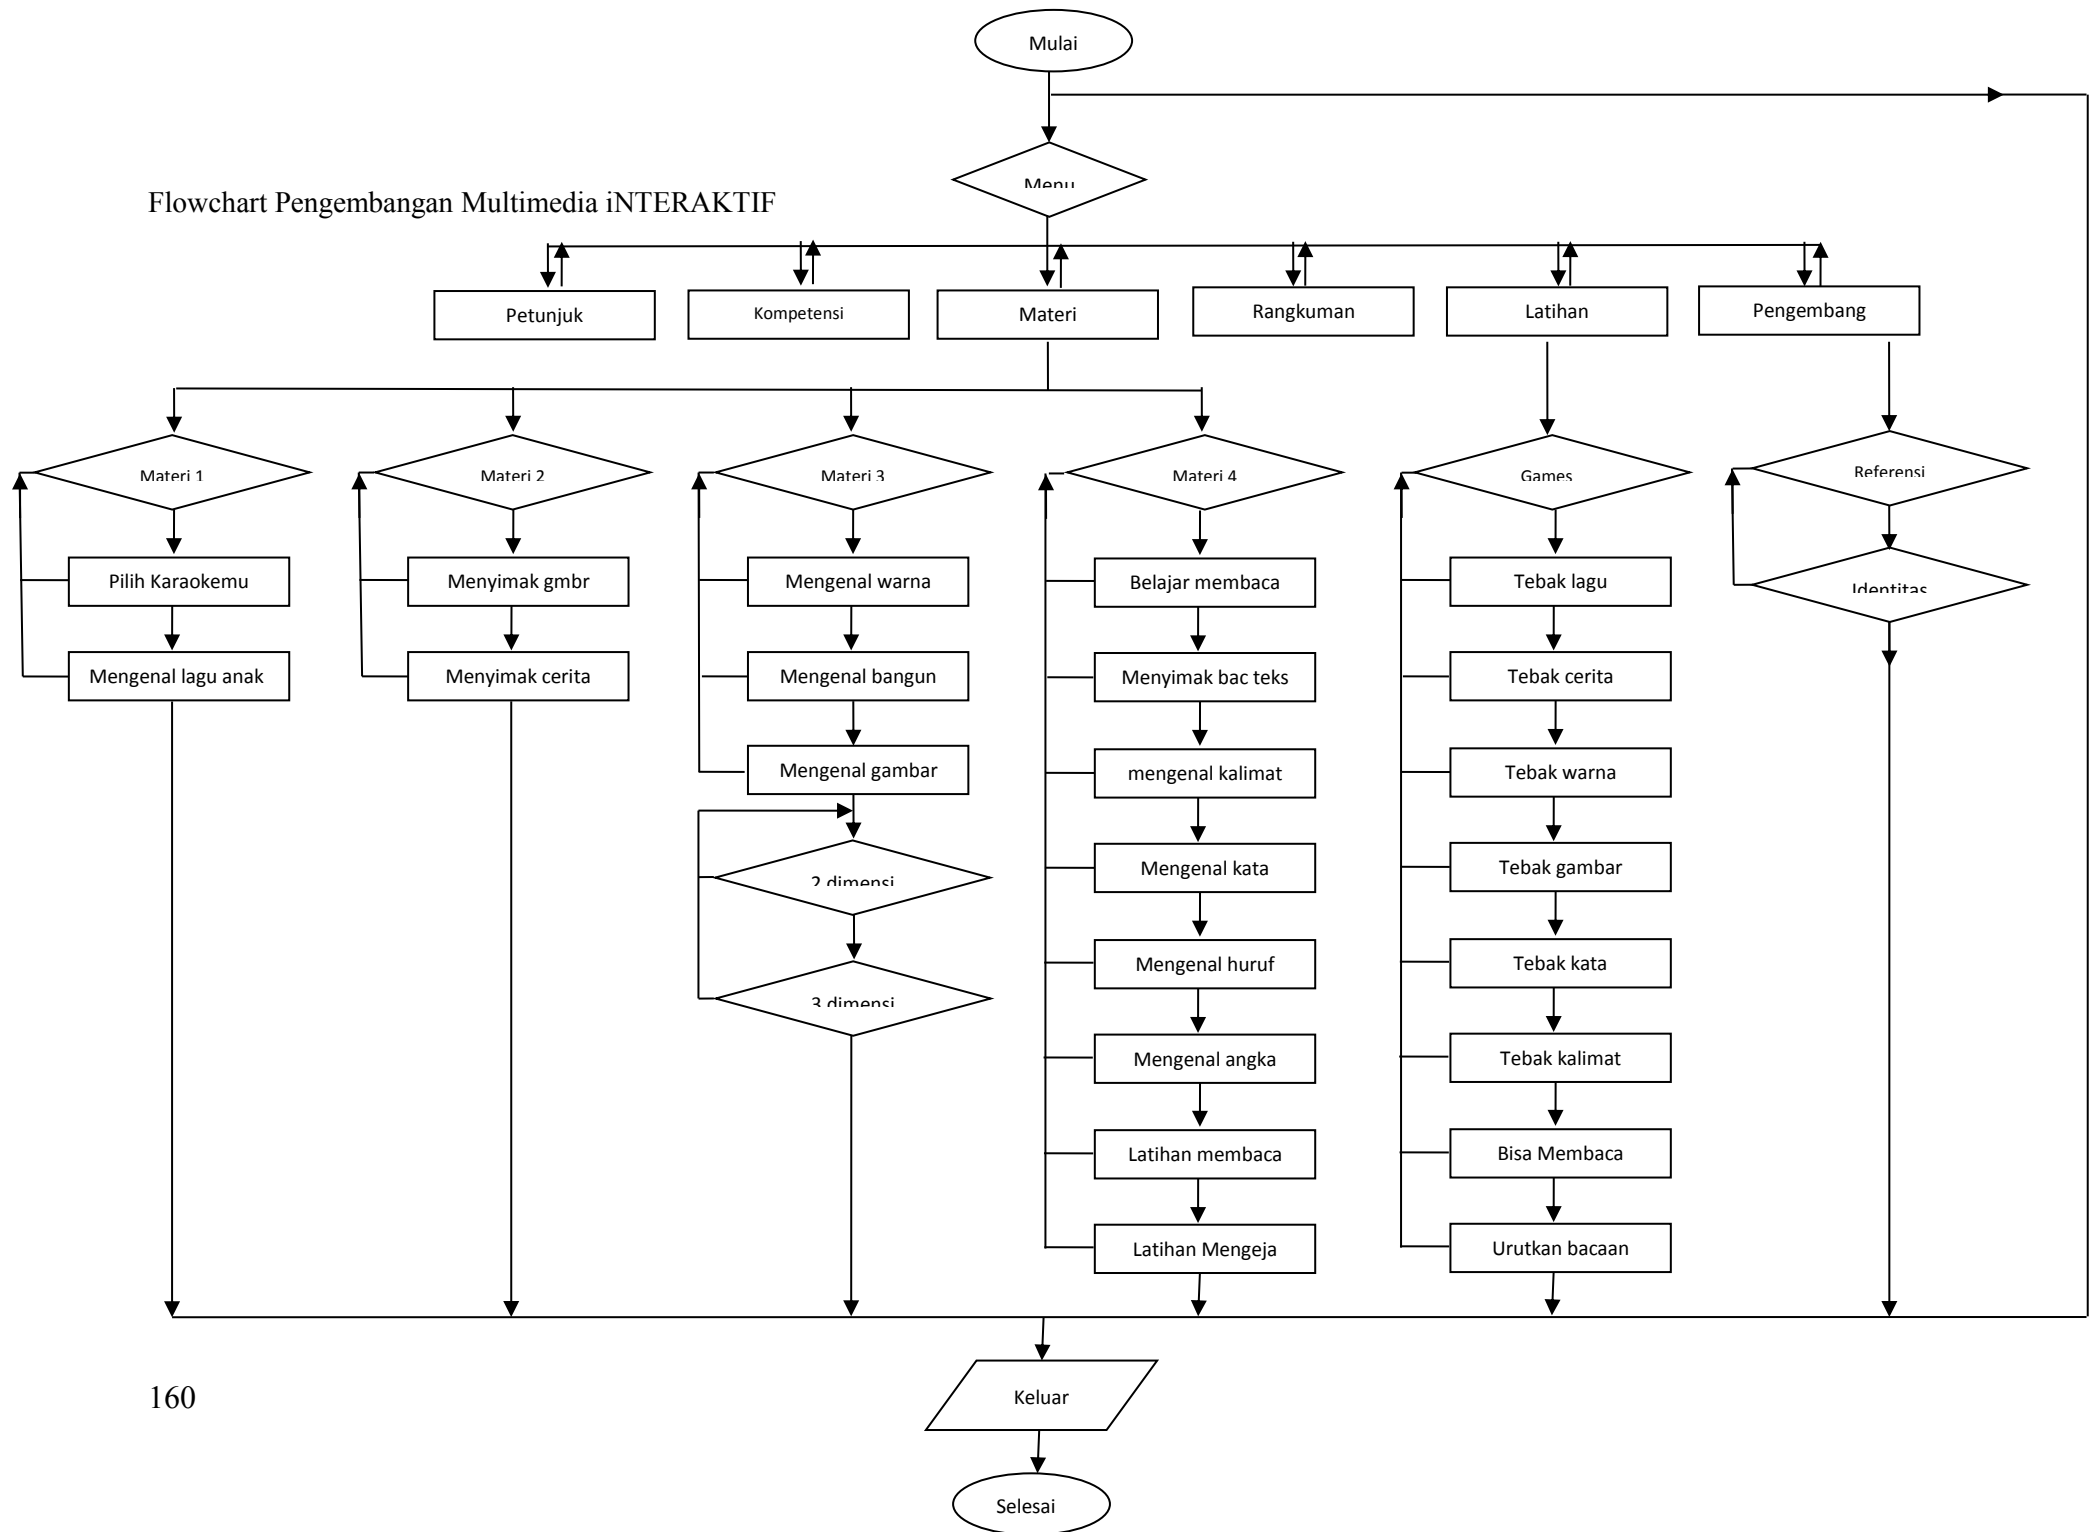 Mulai
Menu
Flowchart Pengembangan Multimedia iNTERAKTIF
Petunjuk
Kompetensi
Materi
Rangkuman
Latihan
Pengembang
Materi 1
Materi 2
Materi 3
Materi 4
Games
Referensi
Pilih Karaokemu
Menyimak gmbr
Mengenal warna
Belajar membaca
Tebak lagu
Identitas
Mengenal lagu anak
Menyimak cerita
Mengenal bangun
Menyimak bac teks
Tebak cerita
Mengenal gambar
mengenal kalimat
Tebak warna
2 dimensi
Mengenal kata
Tebak gambar
3 dimensi
Mengenal huruf
Tebak kata
Mengenal angka
Tebak kalimat
Latihan membaca
Bisa Membaca
Latihan Mengeja
Urutkan bacaan
Keluar
160
Selesai